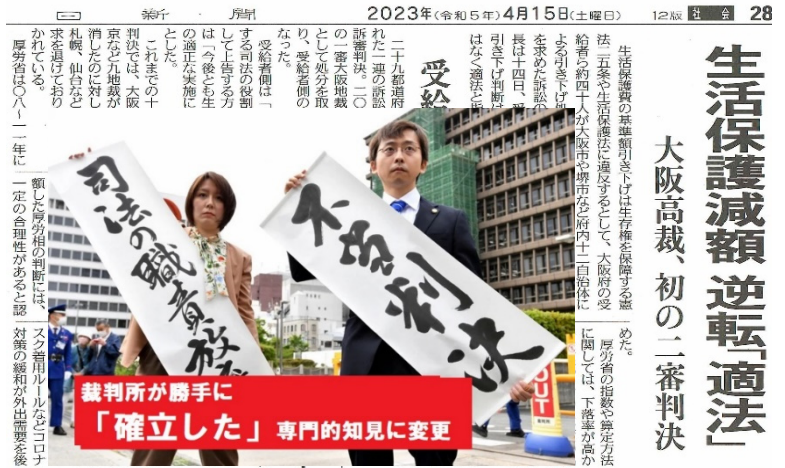 日 新 聞 2023年(令和5年)4月15日(土曜日) 12版 社会 28
生活保護減額 逆転「適法」
大阪高裁、初の二審判決
生活保護費の基準額引き下げは生存権を保障する憲
法二五条や生活保護法に違反するとして、大阪府の受
給者ら約四十人が大阪市や堺市など府内十二自治体に
よる引き下げ
を求めた訴訟の
長は十四日、
引き下げ判断は
はなく適法と
受給
二十九都道府
れた一連の訴訟
訴審判決。二〇
の一審大阪地裁
として処分を取
り、受給者側の
なった。
受給者側は「
する司法の役割
して上告する方
は「今後とも生
の適正な実施に
とした。
これまでの十
判決では、大阪
京など九地裁が
消したのに対し
札幌、仙台など
求を退けており
かれている。
厚労省は〇八～一一年に
めた。
厚労省の指数や算定方法
に関しては、下落率が高か
額した厚労相の判断には、
一定の合理性があると認
スク着用ルールなどコロナ
対策の緩和が外出需要を後
不当判決
司法の職責放
OUT
裁判所が勝手に
「確立した」専門的知見に変更